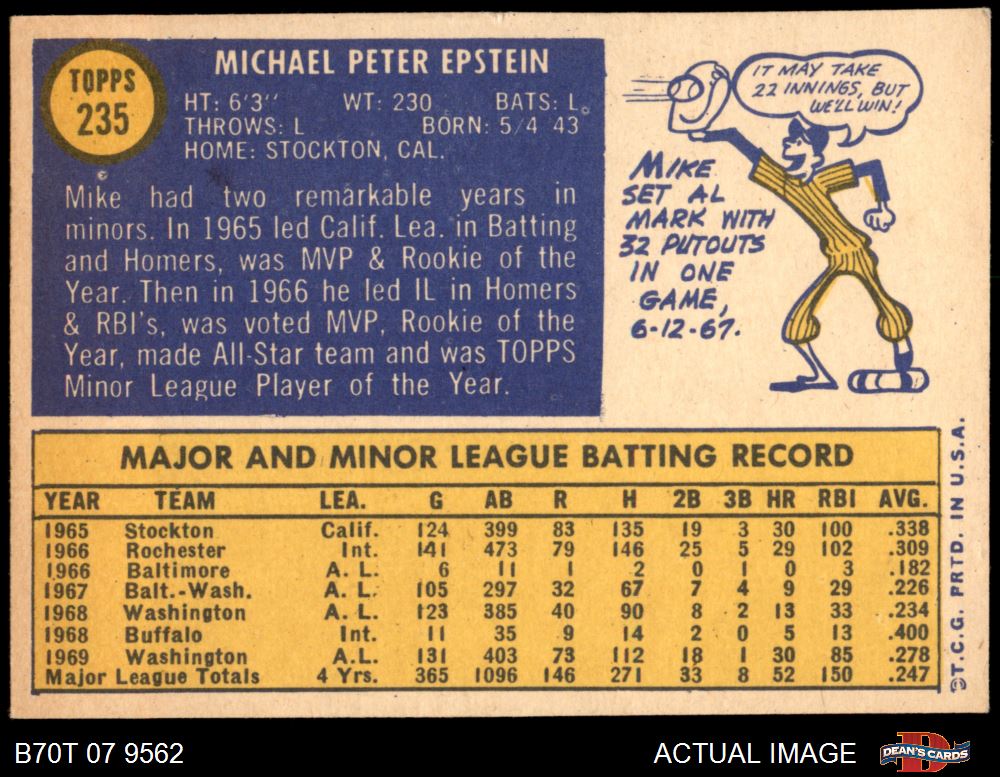 TOPPS
235
MICHAEL PETER EPSTEIN
HT: 6'3" WT: 230 BATS: L
THROWS: L BORN: 5/4 43
HOME: STOCKTON, CAL.
Mike had two remarkable years in
minors. In 1965 led Calif. Lea. in Batting
and Homers, was MVP & Rookie of the
Year. Then in 1966 he led IL in Homers
& RBI's, was voted MVP, Rookie of the
Year, made All-Star team and was TOPPS
Minor League Player of the Year.
IT MAY TAKE
22 INNINGS, BUT
WE'LL WIN!
MIKE
SET AL
MARK WITH
32 PUTOUTS
IN ONE
GAME,
6-12-67.
MAJOR AND MINOR LEAGUE BATTING RECORD
YEAR TEAM LEA. G AB R H 2B 3B HR RBI AVG.
1965 Stockton Calif. 124 399 83 135 19 3 30 100 .338
1966 Rochester Int. 141 473 79 146 25 5 29 102 .309
1966 Baltimore A. L. 6 11 1 2 0 1 0 3 .182
1967 Balt.-Wash. A. L. 105 297 32 67 7 4 9 29 .226
1968 Washington A. L. 123 385 40 90 8 2 13 33 .234
1968 Buffalo Int. 11 35 9 14 2 0 5 13 .400
1969 Washington A.L. 131 403 73 112 18 1 30 85 .278
Major League Totals 4 Yrs. 365 1096 146 271 33 8 52 150 .247
©T.C.G. PRTD. IN U.S.A.
B70T 07 9562
ACTUAL IMAGE
DEAN'S CARDS